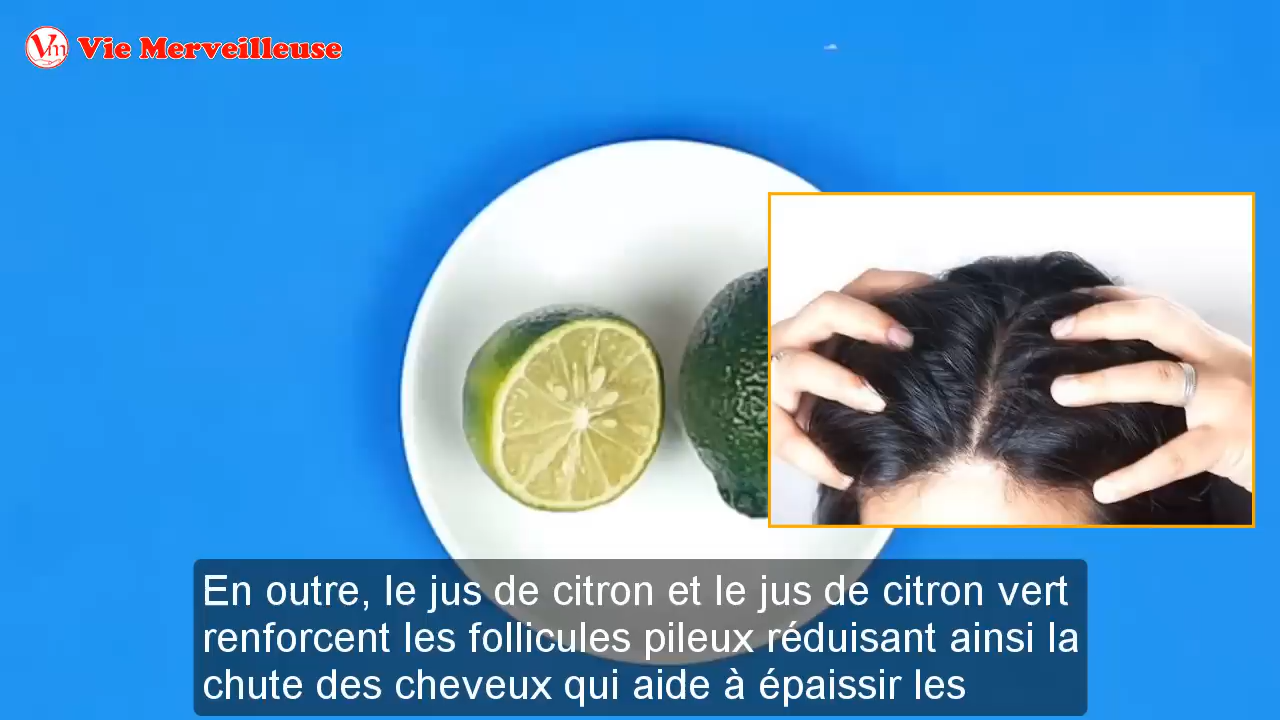 Vm Vie Merveilleuse
En outre, le jus de citron et le jus de citron vert
renforcent les follicules pileux réduisant ainsi la
chute des cheveux qui aide à épaissir les